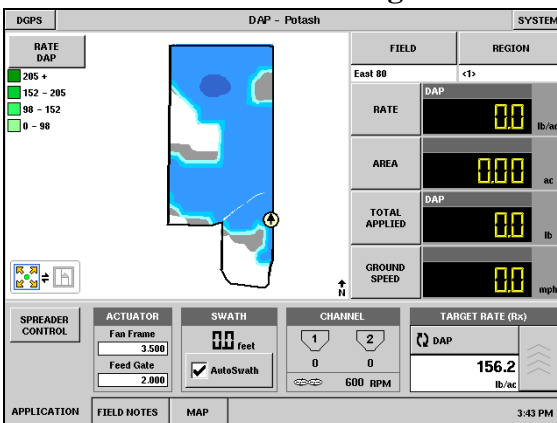 DGPS
DAP - Potash
SYSTEM
RATE
DAP
205 +
152 - 205
98 - 152
0 - 98
N
FIELD
REGION
East 80
<1>
RATE
DAP
0.0
lb/ac
AREA
0.00
ac
TOTAL
APPLIED
DAP
0.0
lb
GROUND
SPEED
0.0
mph
SPREADER
CONTROL
ACTUATOR
Fan Frame
3.500
Feed Gate
2.000
SWATH
0.0 feet
AutoSwath
CHANNEL
1
2
0
0
600 RPM
TARGET RATE (Rx)
DAP
156.2
lb/ac
APPLICATION
FIELD NOTES
MAP
3:43 PM